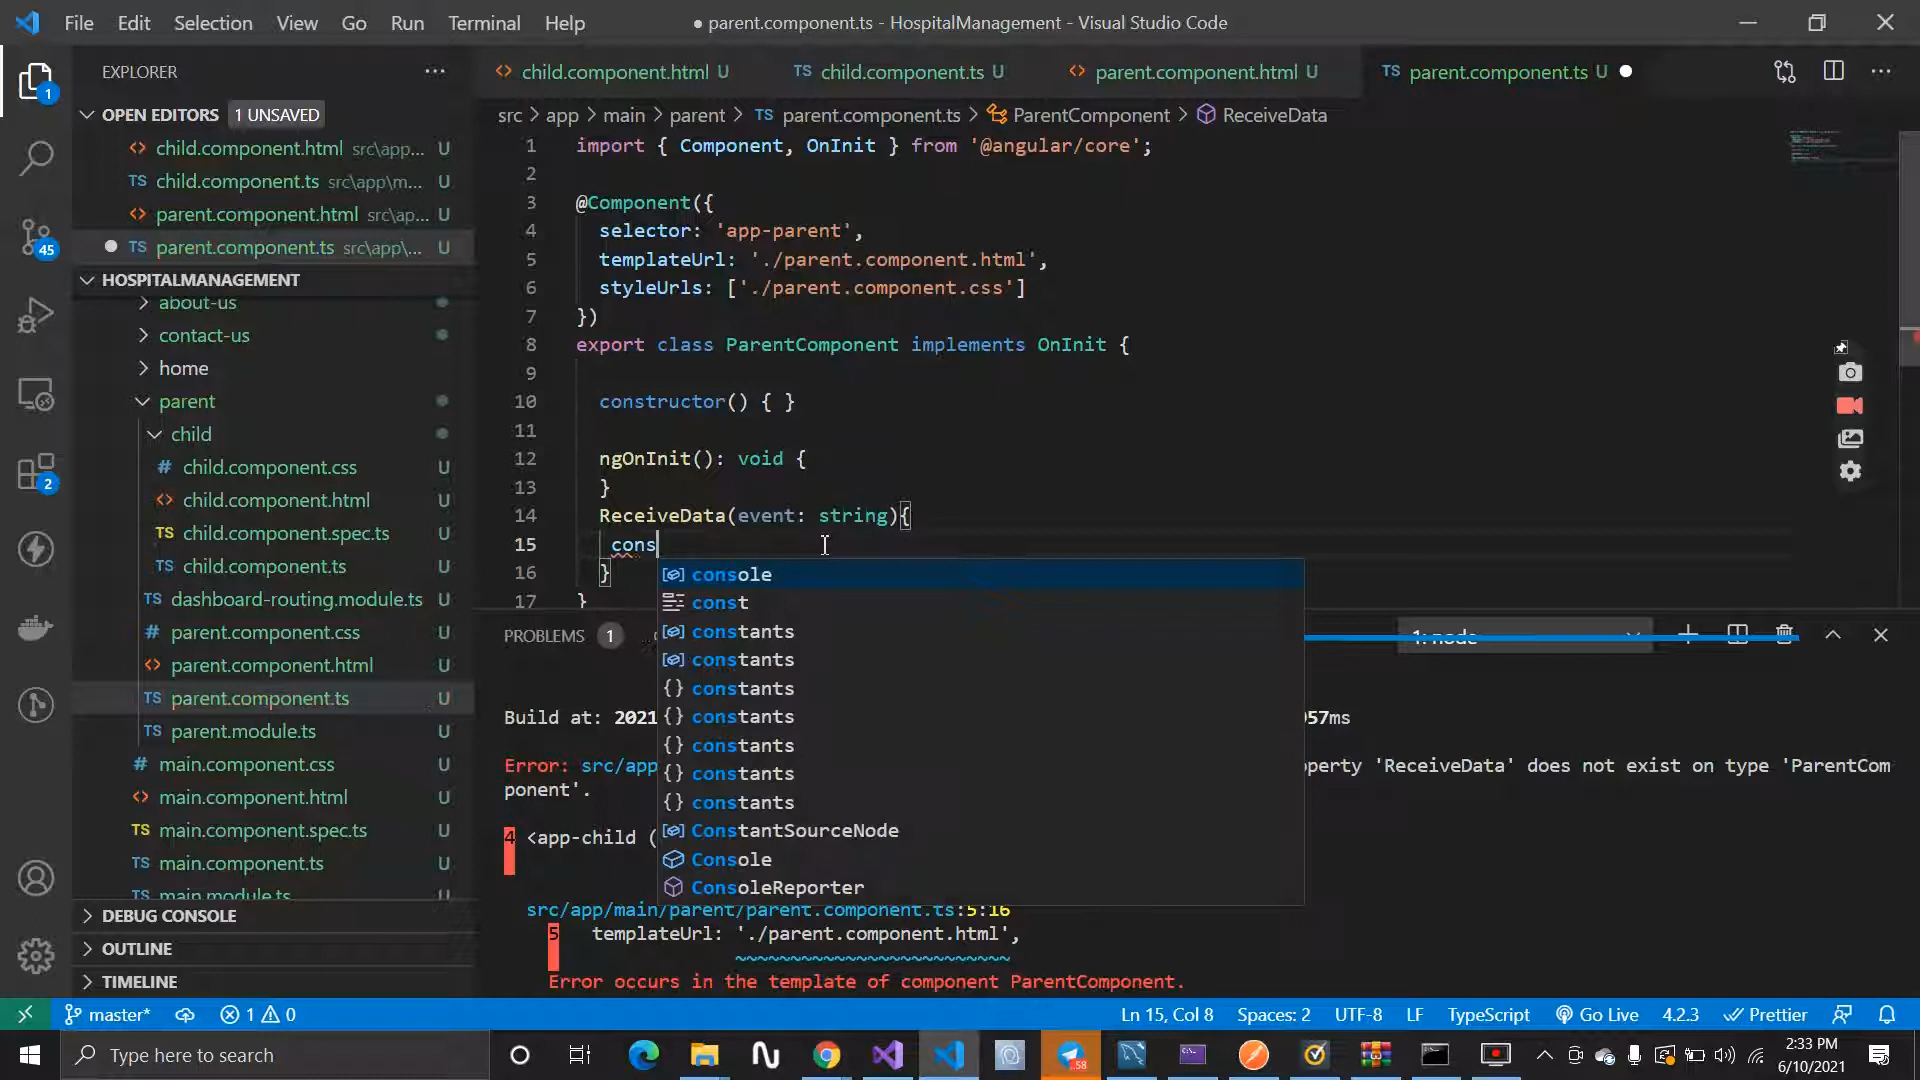 File Edit Selection View Go Run Terminal Help
● parent.component.ts - HospitalManagement - Visual Studio Code
EXPLORER
child.component.html U
TS child.component.ts U
parent.component.html U
TS parent.component.ts U
OPEN EDITORS 1 UNSAVED
child.component.html src\app... U
TS child.component.ts src\app\m... U
parent.component.html src\ap... U
TS parent.component.ts src\app\... U
HOSPITALMANAGEMENT
about-us
contact-us
home
parent
child
# child.component.css U
child.component.html U
TS child.component.spec.ts U
TS child.component.ts U
TS dashboard-routing.module.ts U
# parent.component.css U
parent.component.html U
TS parent.component.ts U
TS parent.module.ts U
# main.component.css U
main.component.html U
TS main.component.spec.ts U
TS main.component.ts U
TS main.module.ts U
DEBUG CONSOLE
OUTLINE
TIMELINE
1
45
2
src > app > main > parent > TS parent.component.ts > ParentComponent > ReceiveData
1 import { Component, OnInit } from '@angular/core';
2
3 @Component({
4 selector: 'app-parent',
5 templateUrl: './parent.component.html',
6 styleUrls: ['./parent.component.css']
7 })
8 export class ParentComponent implements OnInit {
9
10 constructor() { }
11
12 ngOnInit(): void {
13 }
14 ReceiveData(event: string){
15 cons
16 }
17 }
console
const
constants
constants
{} constants
{} constants
{} constants
{} constants
{} constants
ConstantSourceNode
Console
ConsoleReporter
PROBLEMS 1
1: node
Build at: 2021
957ms
Error: src/app
operty 'ReceiveData' does not exist on type 'ParentCom
ponent'.
4 <app-child (
src/app/main/parent/parent.component.ts:5:16
5 templateUrl: './parent.component.html',
~~~~~~~~~~~~~~~~~~~~~~~~
Error occurs in the template of component ParentComponent.
master* 1 0
Ln 15, Col 8 Spaces: 2 UTF-8 LF TypeScript Go Live 4.2.3 Prettier
Type here to search
58
2:33 PM
6/10/2021